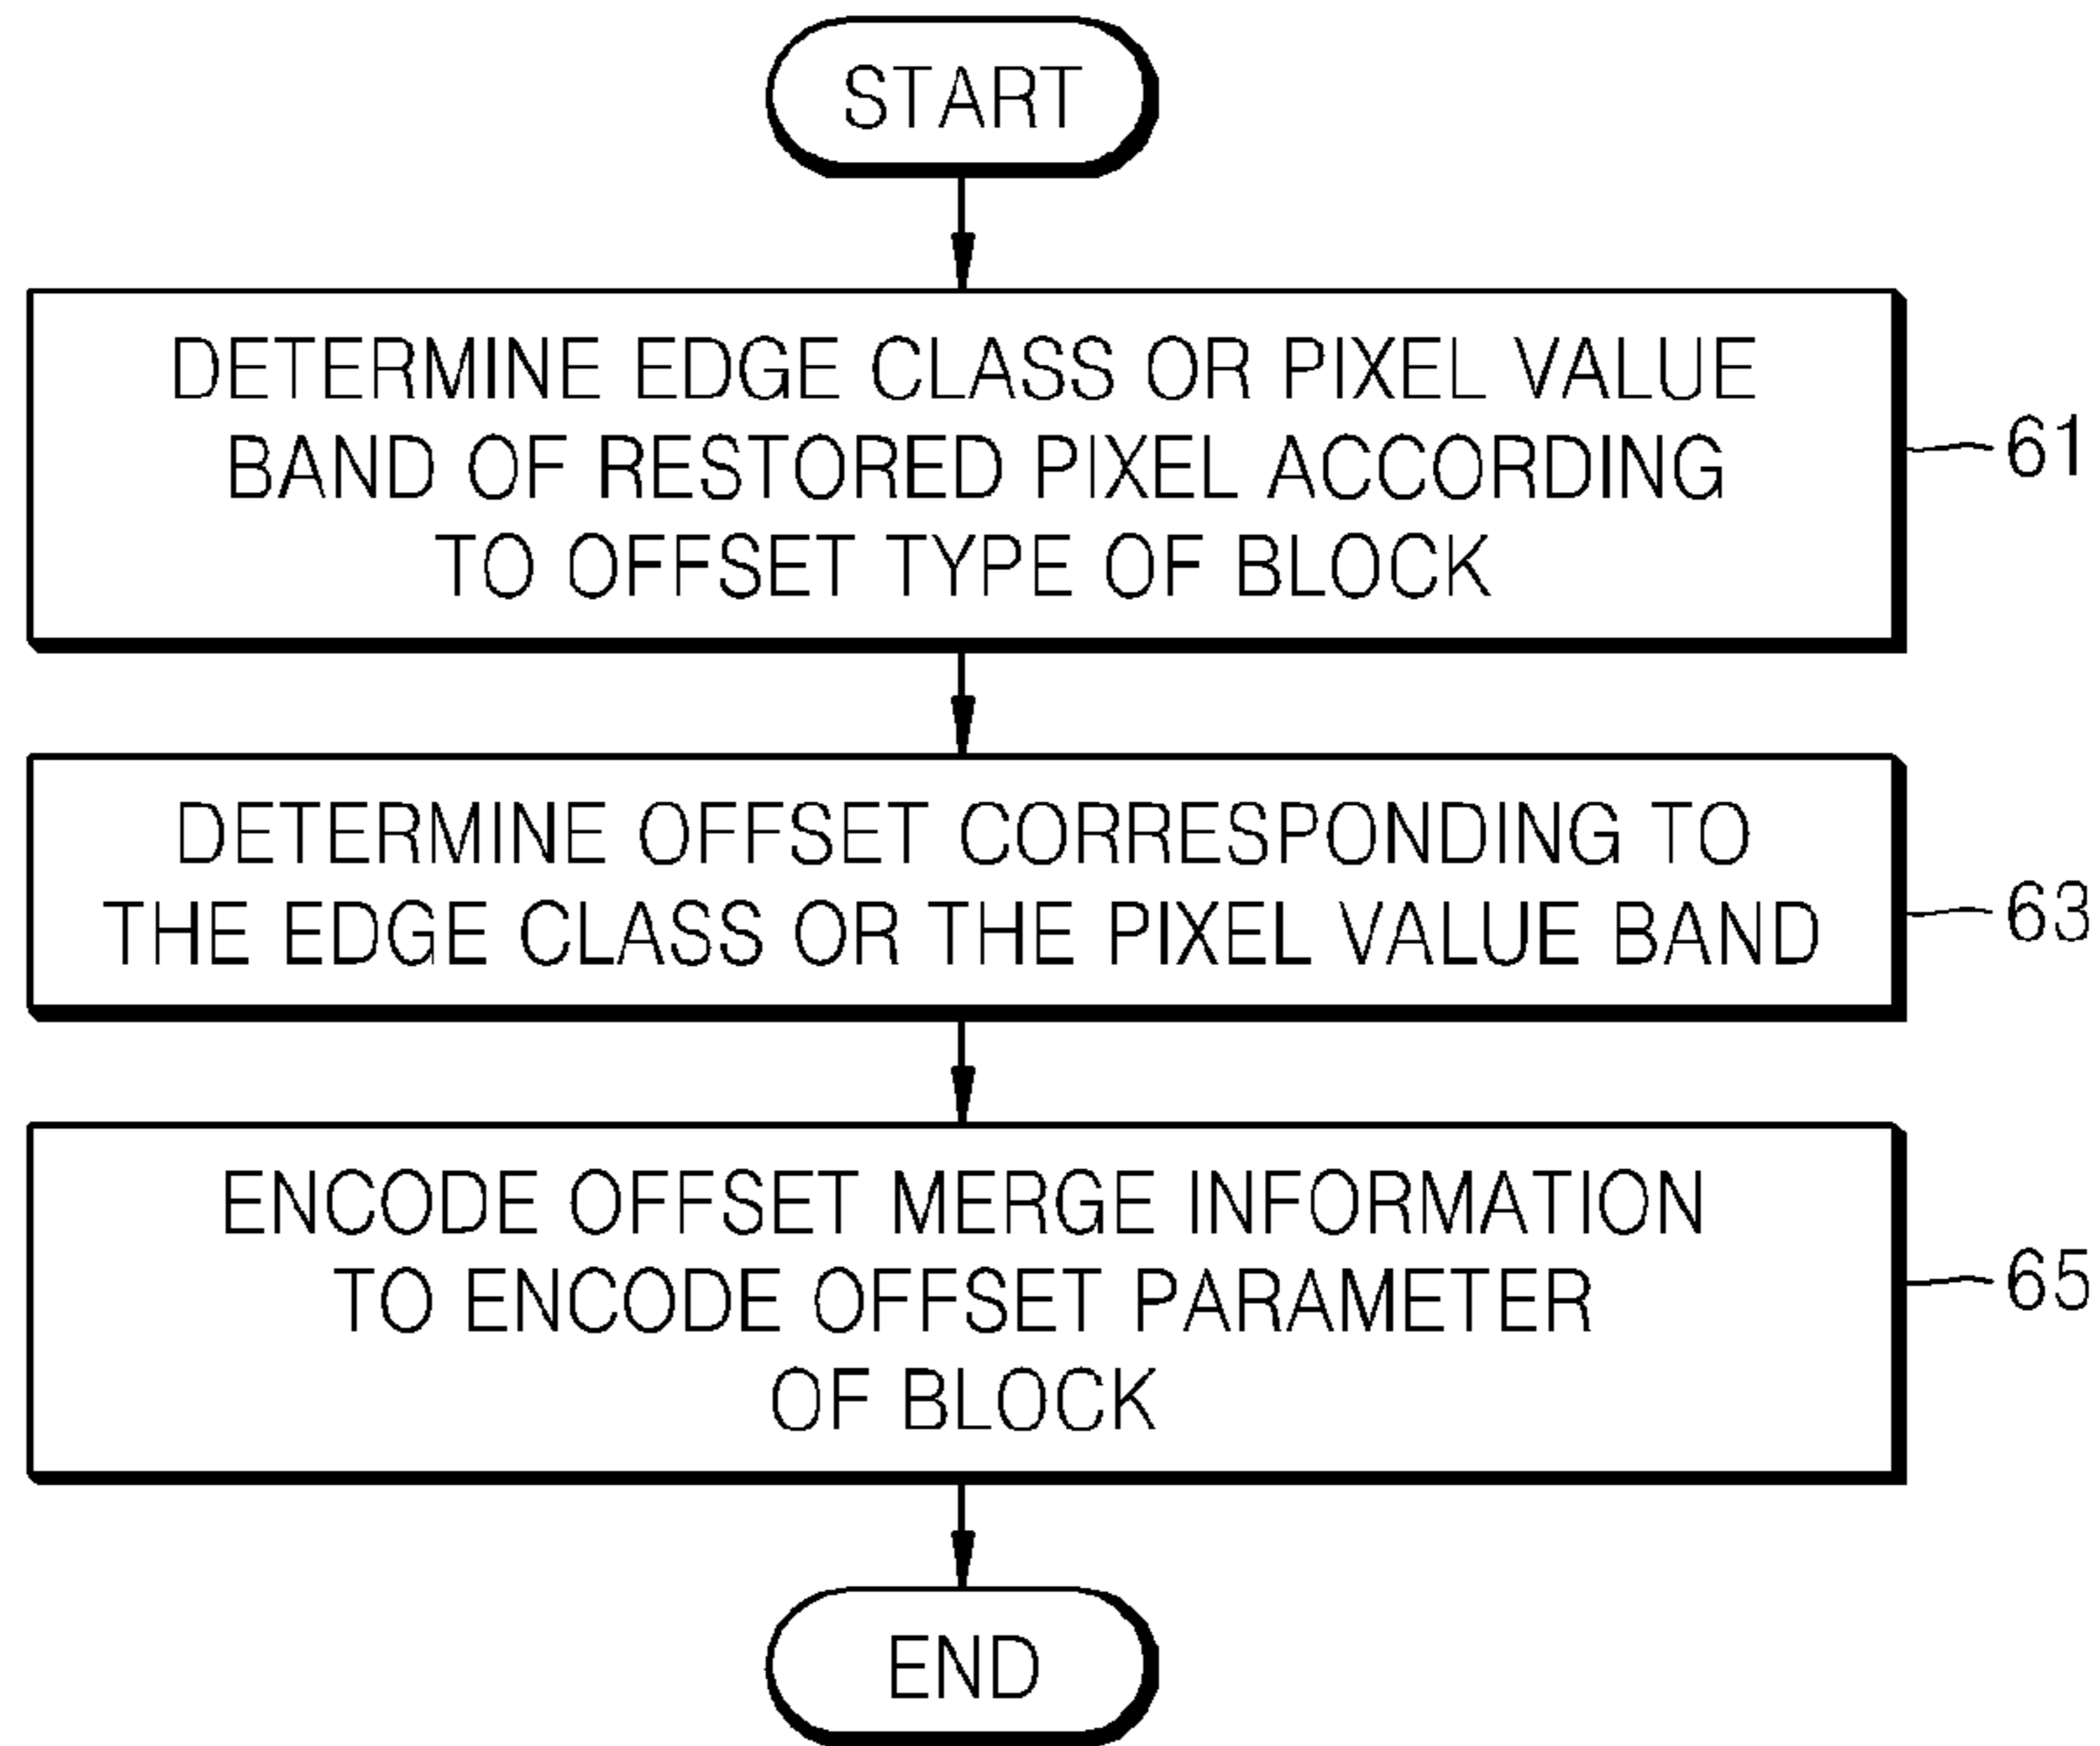 START
DETERMINE EDGE CLASS OR PIXEL VALUE
BAND OF RESTORED PIXEL ACCORDING
TO OFFSET TYPE OF BLOCK
61
DETERMINE OFFSET CORRESPONDING TO
THE EDGE CLASS OR THE PIXEL VALUE BAND
63
ENCODE OFFSET MERGE INFORMATION
TO ENCODE OFFSET PARAMETER
OF BLOCK
65
END